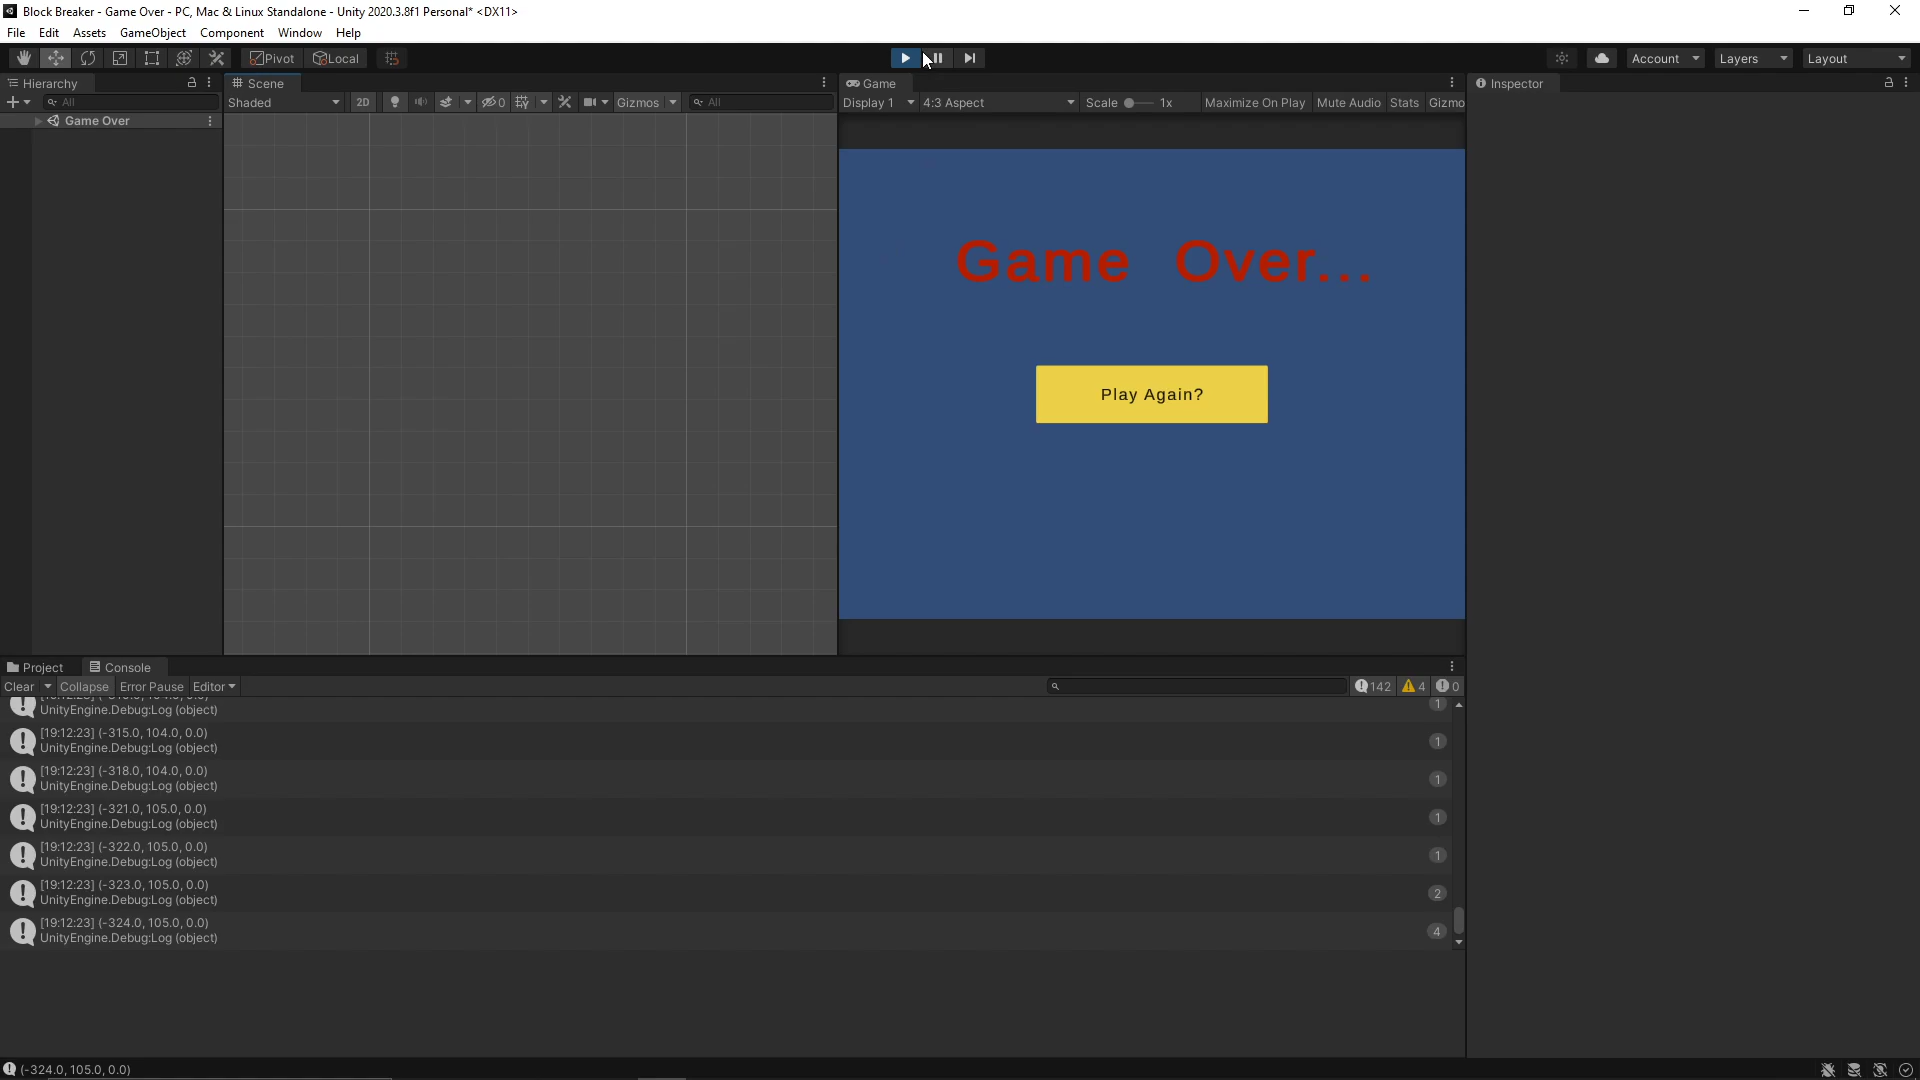 Block Breaker - Game Over - PC, Mac & Linux Standalone - Unity 2020.3.8f1 Personal* <DX11>
File Edit Assets GameObject Component Window Help
Pivot Local Account Layers Layout
Hierarchy Scene Game Inspector
All Shaded 2D 0 Gizmos All Display 1 4:3 Aspect Scale 1x Maximize On Play Mute Audio Stats Gizmo
Game Over
Game Over...
Play Again?
Project Console
Clear Collapse Error Pause Editor 142 4 0
UnityEngine.Debug:Log (object) 1
[19:12:23] (-315.0, 104.0, 0.0)
UnityEngine.Debug:Log (object) 1
[19:12:23] (-318.0, 104.0, 0.0)
UnityEngine.Debug:Log (object) 1
[19:12:23] (-321.0, 105.0, 0.0)
UnityEngine.Debug:Log (object) 1
[19:12:23] (-322.0, 105.0, 0.0)
UnityEngine.Debug:Log (object) 1
[19:12:23] (-323.0, 105.0, 0.0)
UnityEngine.Debug:Log (object) 2
[19:12:23] (-324.0, 105.0, 0.0)
UnityEngine.Debug:Log (object) 4
(-324.0, 105.0, 0.0)